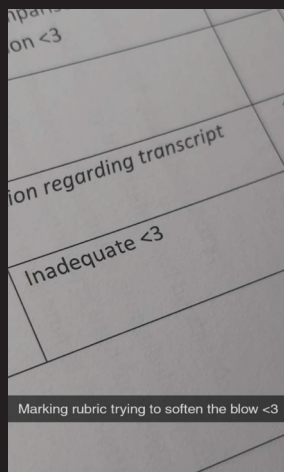 on <3
ion regarding transcript
Inadequate <3
Marking rubric trying to soften the blow <3